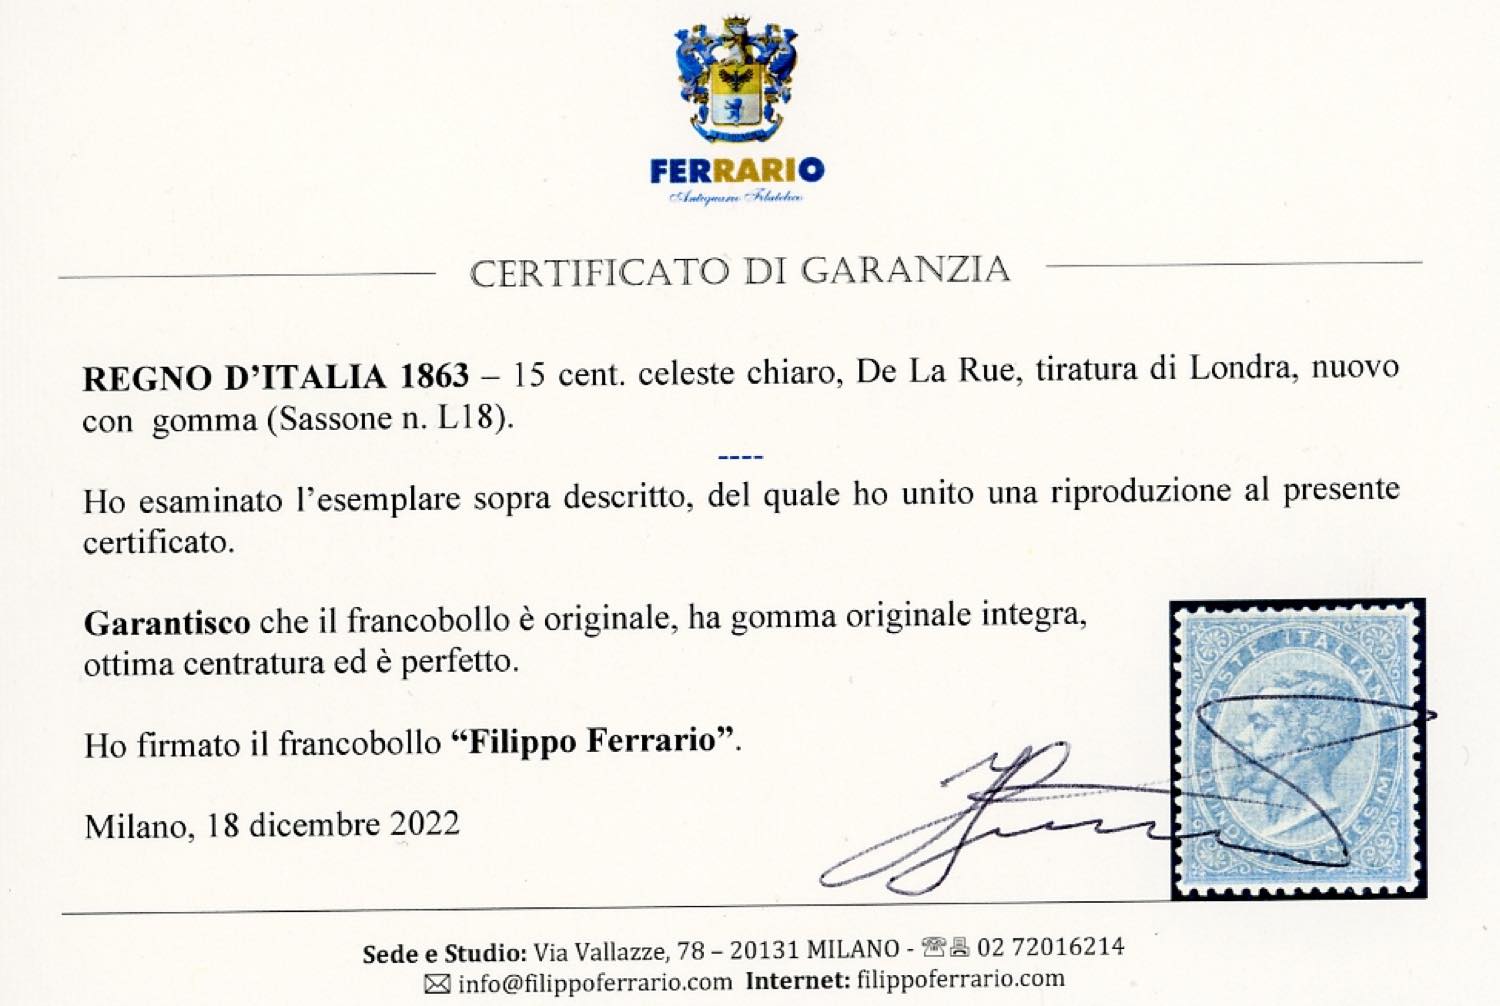 FERRARIO
Antiquario Filatelico
CERTIFICATO DI GARANZIA
REGNO D’ITALIA 1863 – 15 cent. celeste chiaro, De La Rue, tiratura di Londra, nuovo
con gomma (Sassone n. L18).
----
Ho esaminato l’esemplare sopra descritto, del quale ho unito una riproduzione al presente
certificato.
Garantisco che il francobollo è originale, ha gomma originale integra,
ottima centratura ed è perfetto.
Ho firmato il francobollo “Filippo Ferrario”.
Milano, 18 dicembre 2022
POSTE ITALIANE
QUINDICI CENTESIMI
Sede e Studio: Via Vallazze, 78 – 20131 MILANO - 02 72016214
info@filippoferrario.com Internet: filippoferrario.com